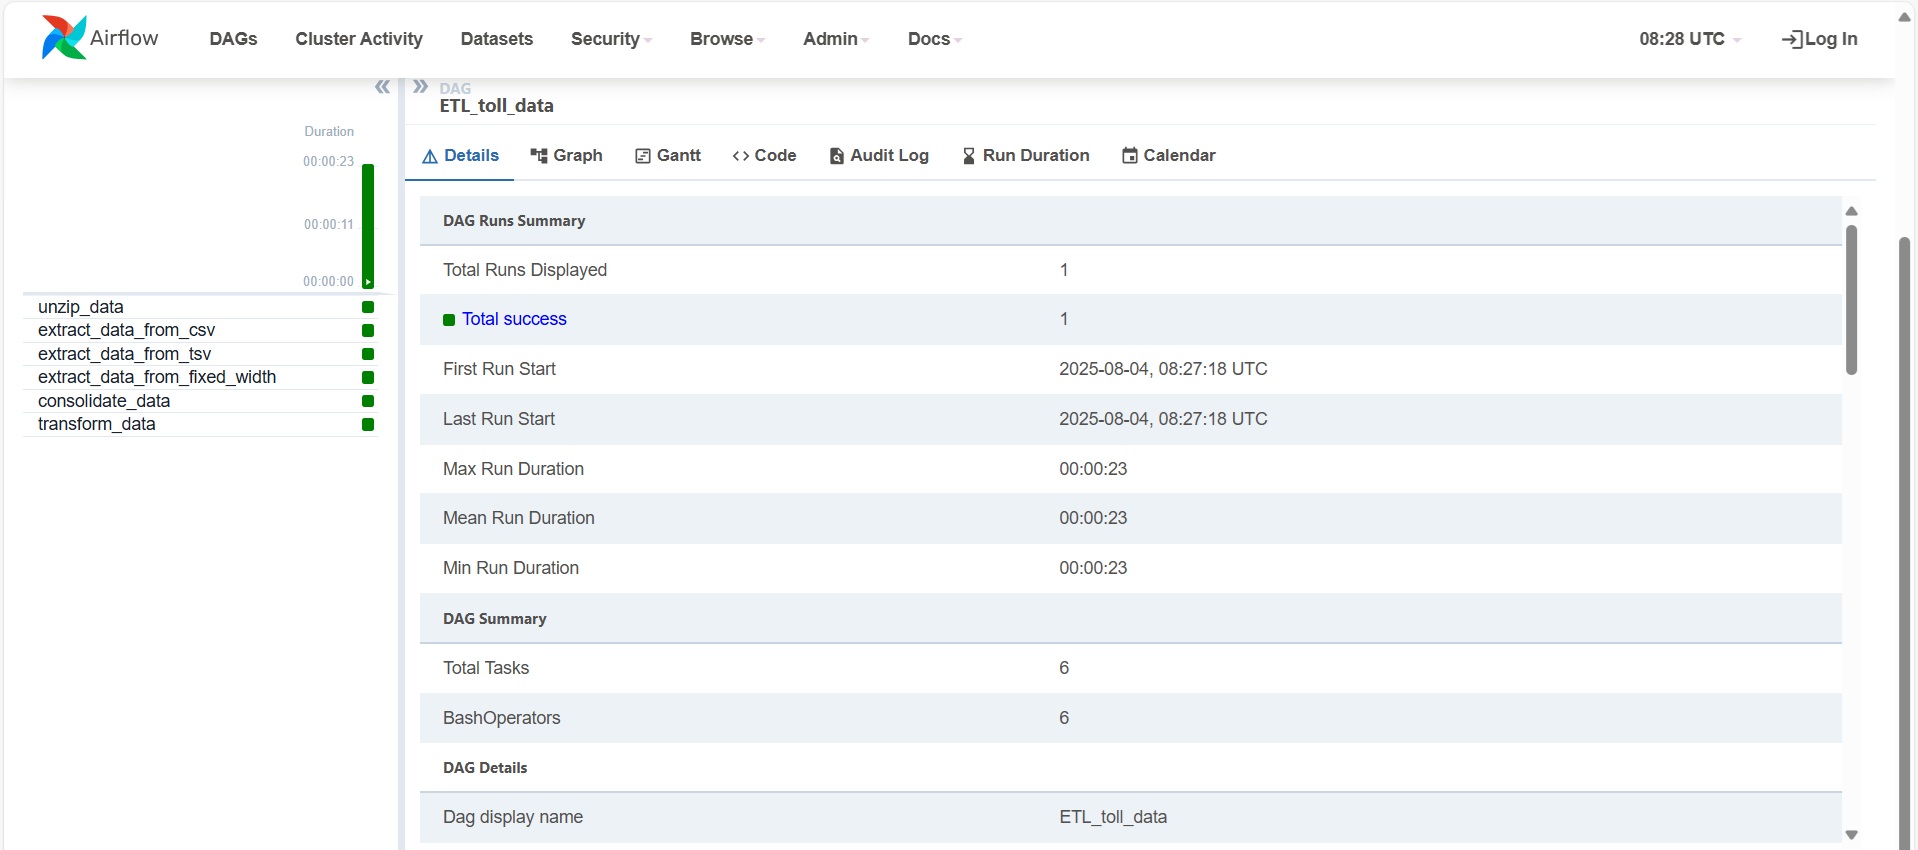 Airflow DAGs Cluster Activity Datasets Security Browse Admin Docs 08:28 UTC Log In
Duration
00:00:23
00:00:11
00:00:00
unzip_data
extract_data_from_csv
extract_data_from_tsv
extract_data_from_fixed_width
consolidate_data
transform_data
DAG
ETL_toll_data
Details Graph Gantt Code Audit Log Run Duration Calendar
DAG Runs Summary
Total Runs Displayed 1
Total success 1
First Run Start 2025-08-04, 08:27:18 UTC
Last Run Start 2025-08-04, 08:27:18 UTC
Max Run Duration 00:00:23
Mean Run Duration 00:00:23
Min Run Duration 00:00:23
DAG Summary
Total Tasks 6
BashOperators 6
DAG Details
Dag display name ETL_toll_data